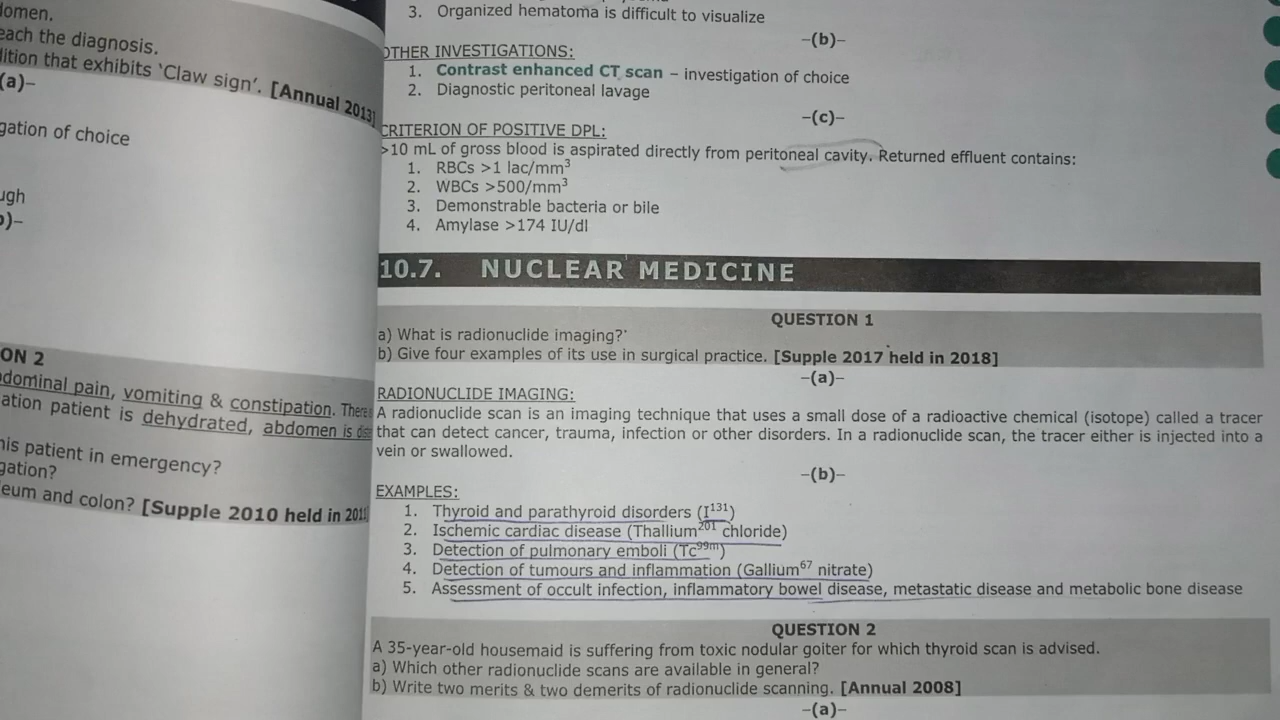 domen.
each the diagnosis.
dition that exhibits ‘Claw sign’. [Annual 2013]
(a)–
gation of choice
ugh
b)–
ON 2
dominal pain, vomiting & constipation. There
ation patient is dehydrated, abdomen is
his patient in emergency?
gation?
eum and colon? [Supple 2010 held in 2011]
3. Organized hematoma is difficult to visualize
–(b)–
OTHER INVESTIGATIONS:
1. Contrast enhanced CT scan – investigation of choice
2. Diagnostic peritoneal lavage
–(c)–
CRITERION OF POSITIVE DPL:
>10 mL of gross blood is aspirated directly from peritoneal cavity. Returned effluent contains:
1. RBCs >1 lac/mm³
2. WBCs >500/mm³
3. Demonstrable bacteria or bile
4. Amylase >174 IU/dl
10.7. NUCLEAR MEDICINE
QUESTION 1
a) What is radionuclide imaging?
b) Give four examples of its use in surgical practice. [Supple 2017 held in 2018]
–(a)–
RADIONUCLIDE IMAGING:
A radionuclide scan is an imaging technique that uses a small dose of a radioactive chemical (isotope) called a tracer
that can detect cancer, trauma, infection or other disorders. In a radionuclide scan, the tracer either is injected into a
vein or swallowed.
–(b)–
EXAMPLES:
1. Thyroid and parathyroid disorders (I¹³¹)
2. Ischemic cardiac disease (Thallium²⁰¹ chloride)
3. Detection of pulmonary emboli (Tc⁹⁹ᵐ)
4. Detection of tumours and inflammation (Gallium⁶⁷ nitrate)
5. Assessment of occult infection, inflammatory bowel disease, metastatic disease and metabolic bone disease
QUESTION 2
A 35-year-old housemaid is suffering from toxic nodular goiter for which thyroid scan is advised.
a) Which other radionuclide scans are available in general?
b) Write two merits & two demerits of radionuclide scanning. [Annual 2008]
–(a)–